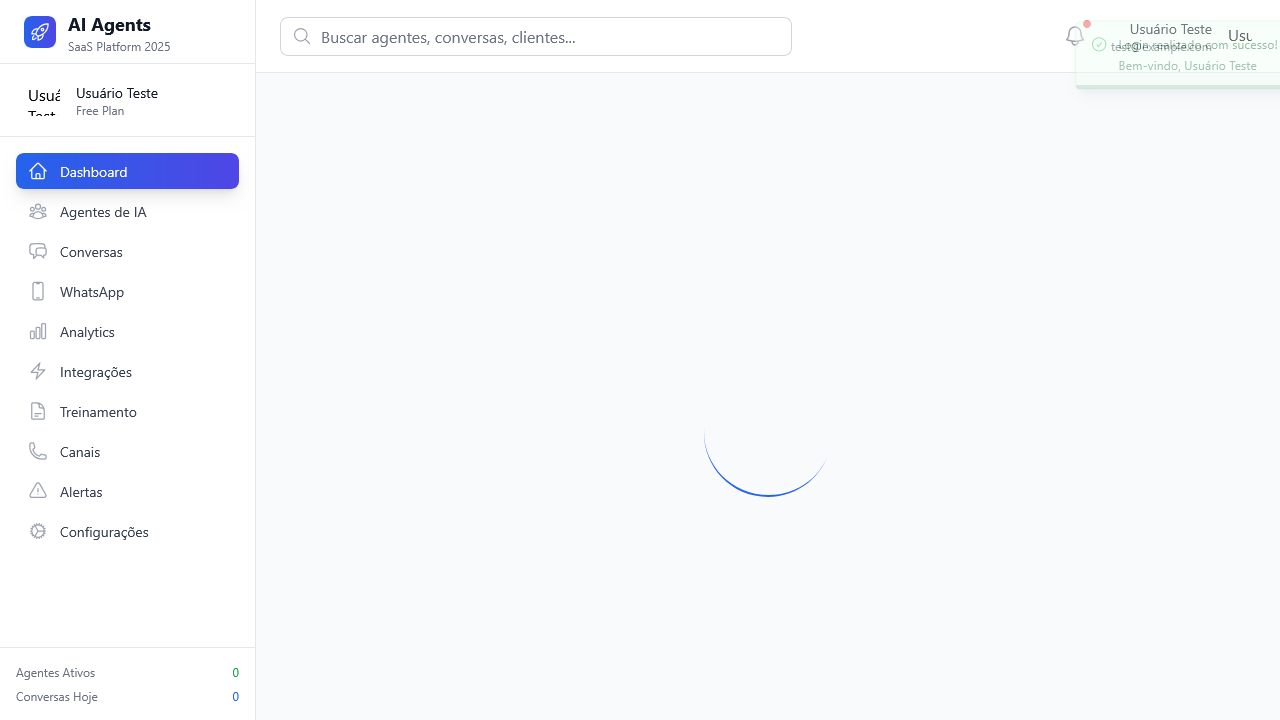 AI Agents
SaaS Platform 2025
Usuário Teste
Usuário Teste
Free Plan
Dashboard
Agentes de IA
Conversas
WhatsApp
Analytics
Integrações
Treinamento
Canais
Alertas
Configurações
Agentes Ativos 0
Conversas Hoje 0
Buscar agentes, conversas, clientes...
Usuário Teste
test@example.com
Usu
Login realizado com sucesso!
Bem-vindo, Usuário Teste